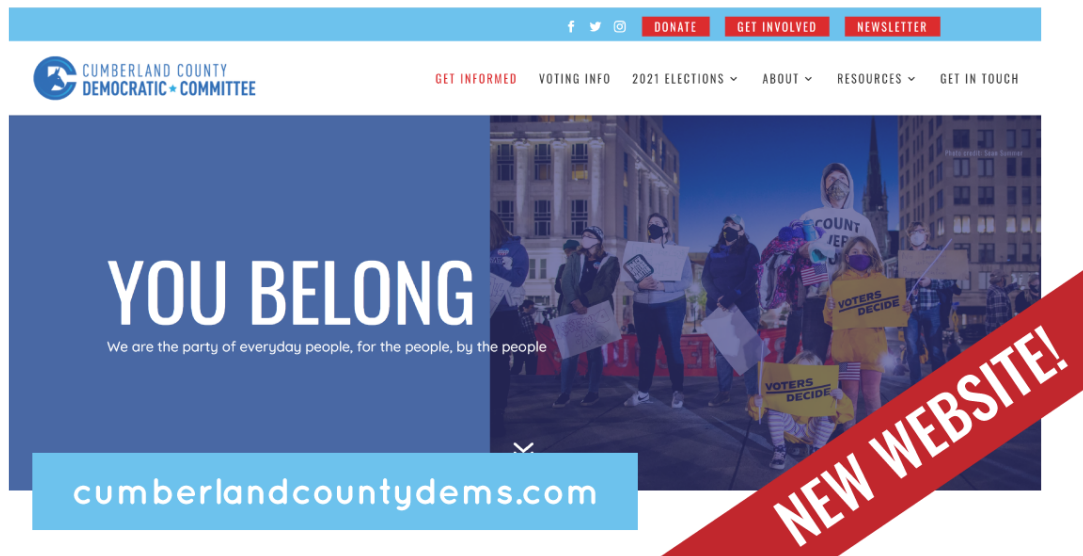 DONATE GET INVOLVED NEWSLETTER
CUMBERLAND COUNTY
DEMOCRATIC ★ COMMITTEE
GET INFORMED VOTING INFO 2021 ELECTIONS ABOUT RESOURCES GET IN TOUCH
COUNT
VOTERS
DECIDE
YOU BELONG
We are the party of everyday people, for the people, by the people
VOTERS
DECIDE
NEW WEBSITE!
cumberlandcountydems.com